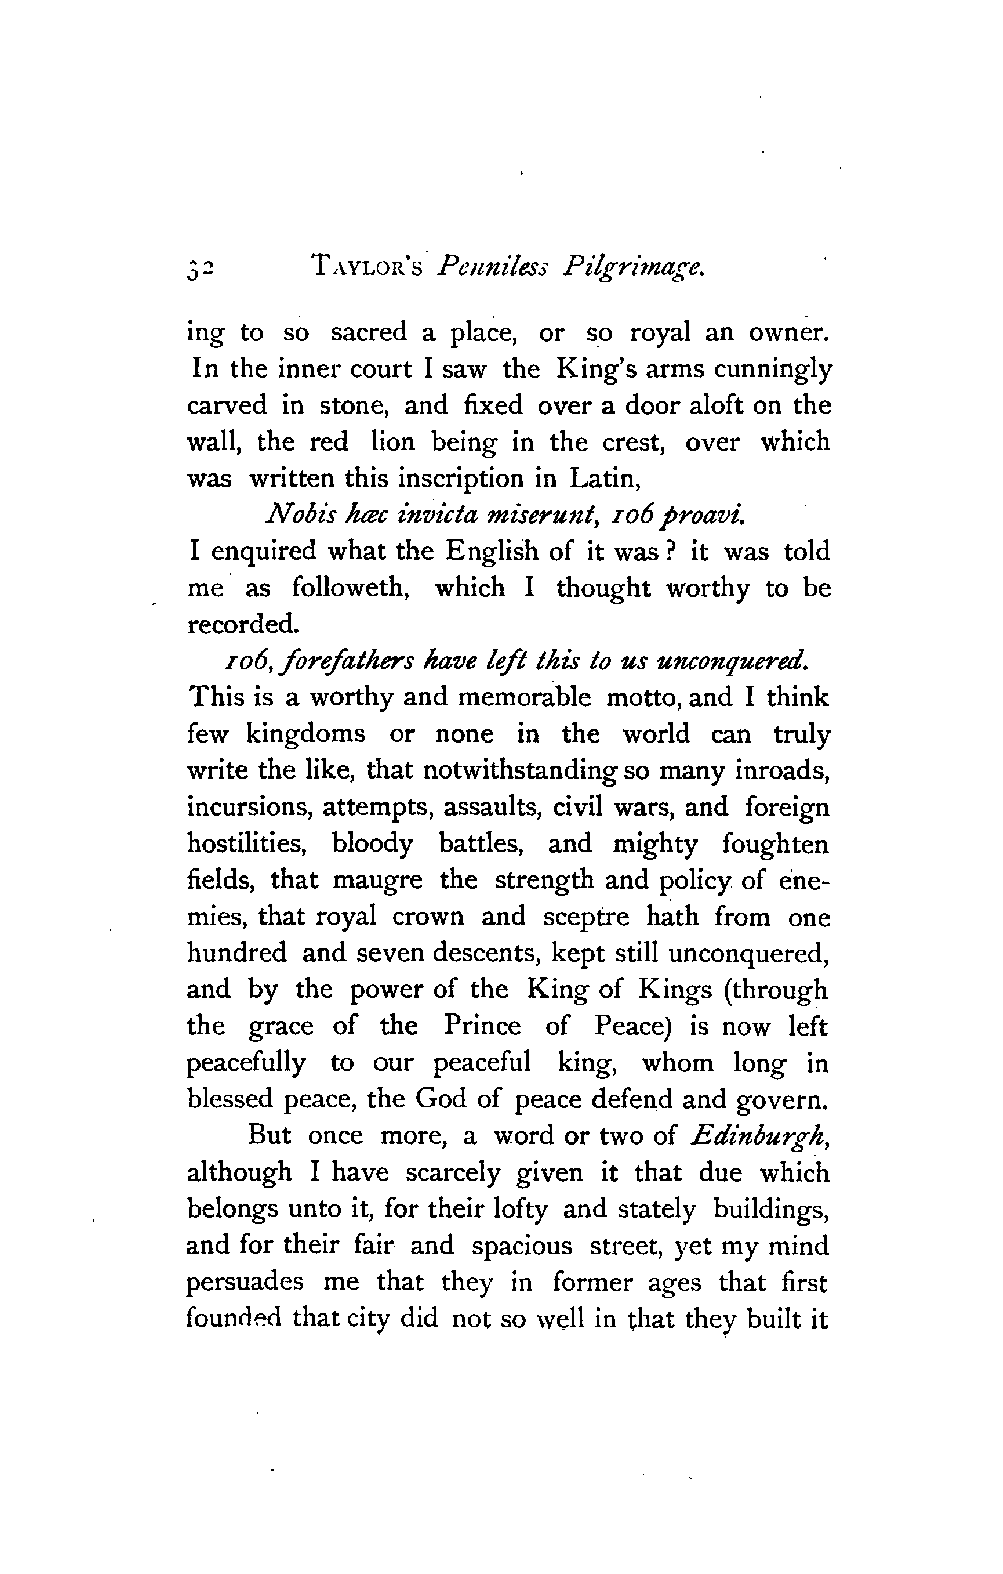 32 TAYLOR'S Penniless Pilgrimage.
ing to so sacred a place, or so royal an owner.
In the inner court I saw the King's arms cunningly
carved in stone, and fixed over a door aloft on the
wall, the red lion being in the crest, over which
was written this inscription in Latin,
Nobis hæc invicta miserunt, 106 proavi.
I enquired what the English of it was? it was told
me as followeth, which I thought worthy to be
recorded.
106, forefathers have left this to us unconquered.
This is a worthy and memorable motto, and I think
few kingdoms or none in the world can truly
write the like, that notwithstanding so many inroads,
incursions, attempts, assaults, civil wars, and foreign
hostilities, bloody battles, and mighty foughten
fields, that maugre the strength and policy of ene-
mies, that royal crown and sceptre hath from one
hundred and seven descents, kept still unconquered,
and by the power of the King of Kings (through
the grace of the Prince of Peace) is now left
peacefully to our peaceful king, whom long in
blessed peace, the God of peace defend and govern.
But once more, a word or two of Edinburgh,
although I have scarcely given it that due which
belongs unto it, for their lofty and stately buildings,
and for their fair and spacious street, yet my mind
persuades me that they in former ages that first
founded that city did not so well in that they built it